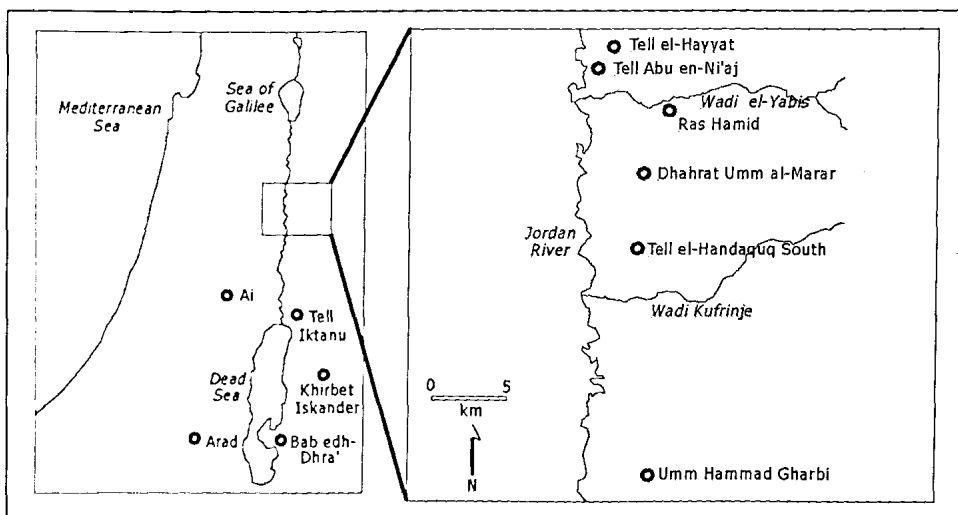 Mediterranean
Sea
Sea of
Galilee
Ai
Tell
Iktanu
Dead
Sea
Khirbet
Iskander
Arad
Bab edh-
Dhra'
Tell el-Hayyat
Tell Abu en-Ni'aj
Wadi el-Yabis
Ras Hamid
Dhahrat Umm al-Marar
Jordan
River
Tell el-Handaquq South
Wadi Kufrinje
0 5
km
N
Umm Hammad Gharbi